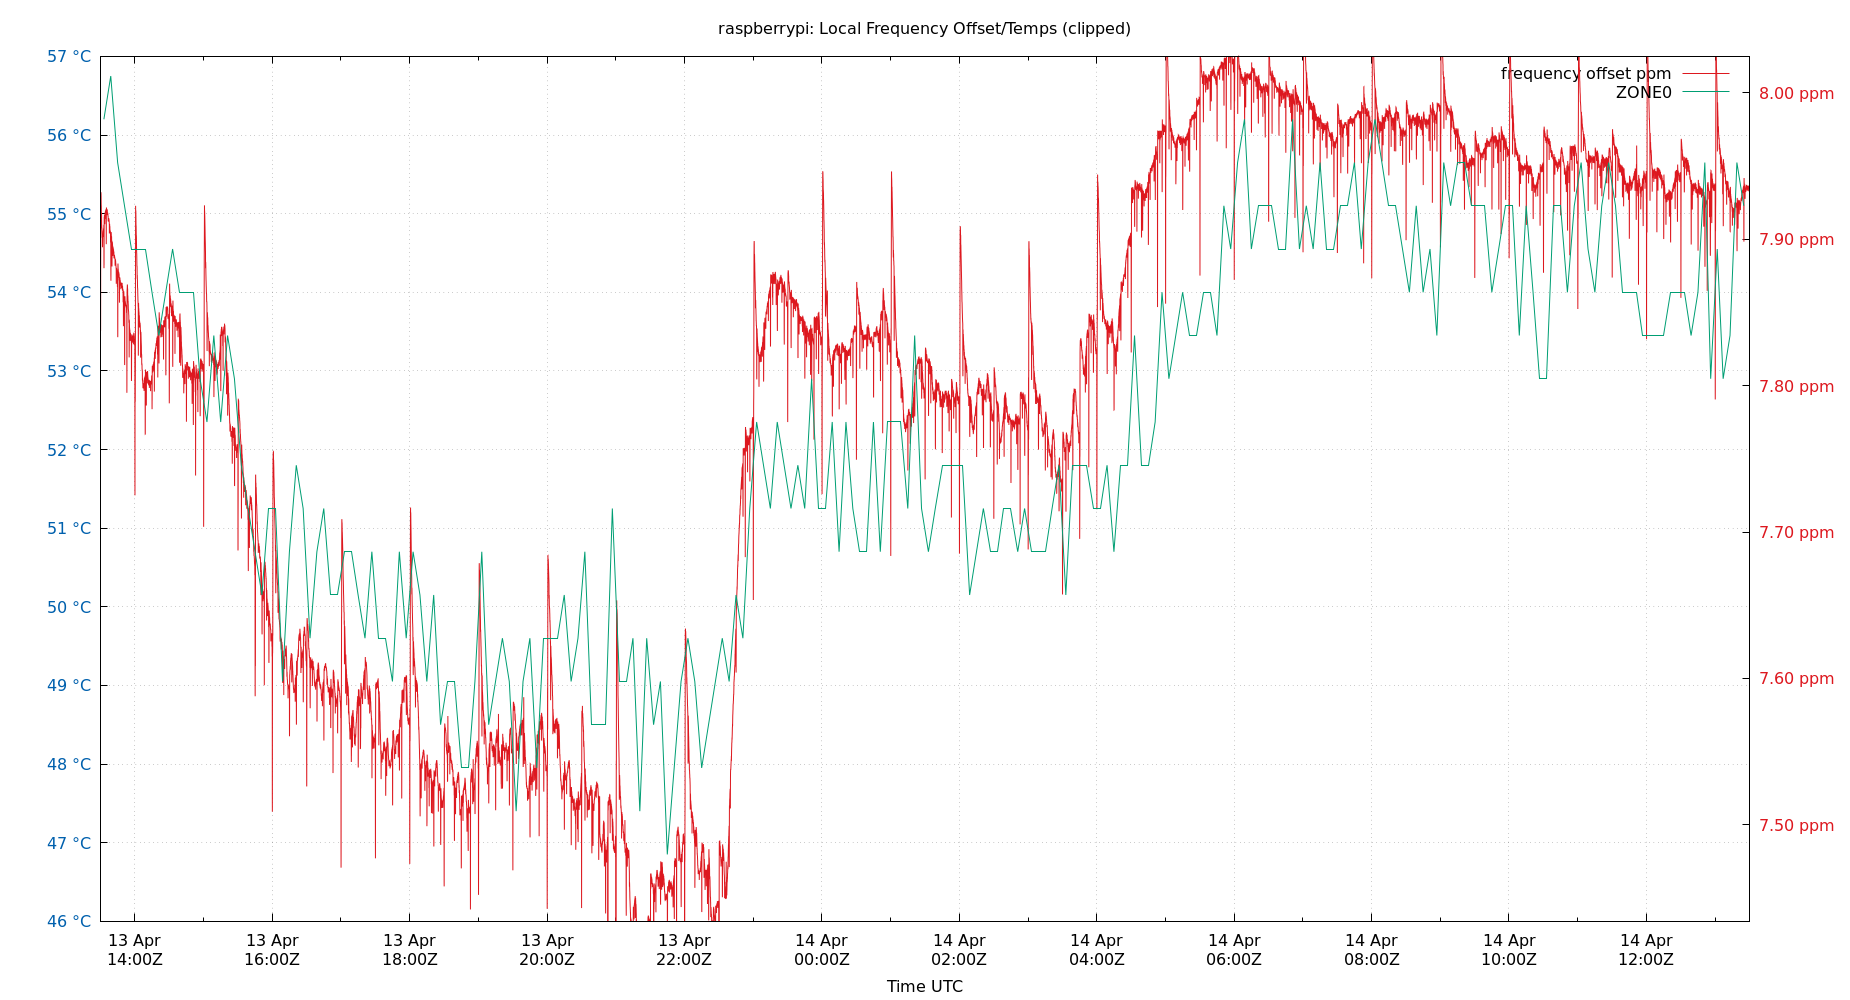 raspberrypi: Local Frequency Offset/Temps (clipped)
57 °C
56 °C
55 °C
54 °C
53 °C
52 °C
51 °C
50 °C
49 °C
48 °C
47 °C
46 °C
frequency offset ppm
ZONE0
8.00 ppm
7.90 ppm
7.80 ppm
7.70 ppm
7.60 ppm
7.50 ppm
13 Apr
14:00Z
13 Apr
16:00Z
13 Apr
18:00Z
13 Apr
20:00Z
13 Apr
22:00Z
14 Apr
00:00Z
14 Apr
02:00Z
14 Apr
04:00Z
14 Apr
06:00Z
14 Apr
08:00Z
14 Apr
10:00Z
14 Apr
12:00Z
Time UTC